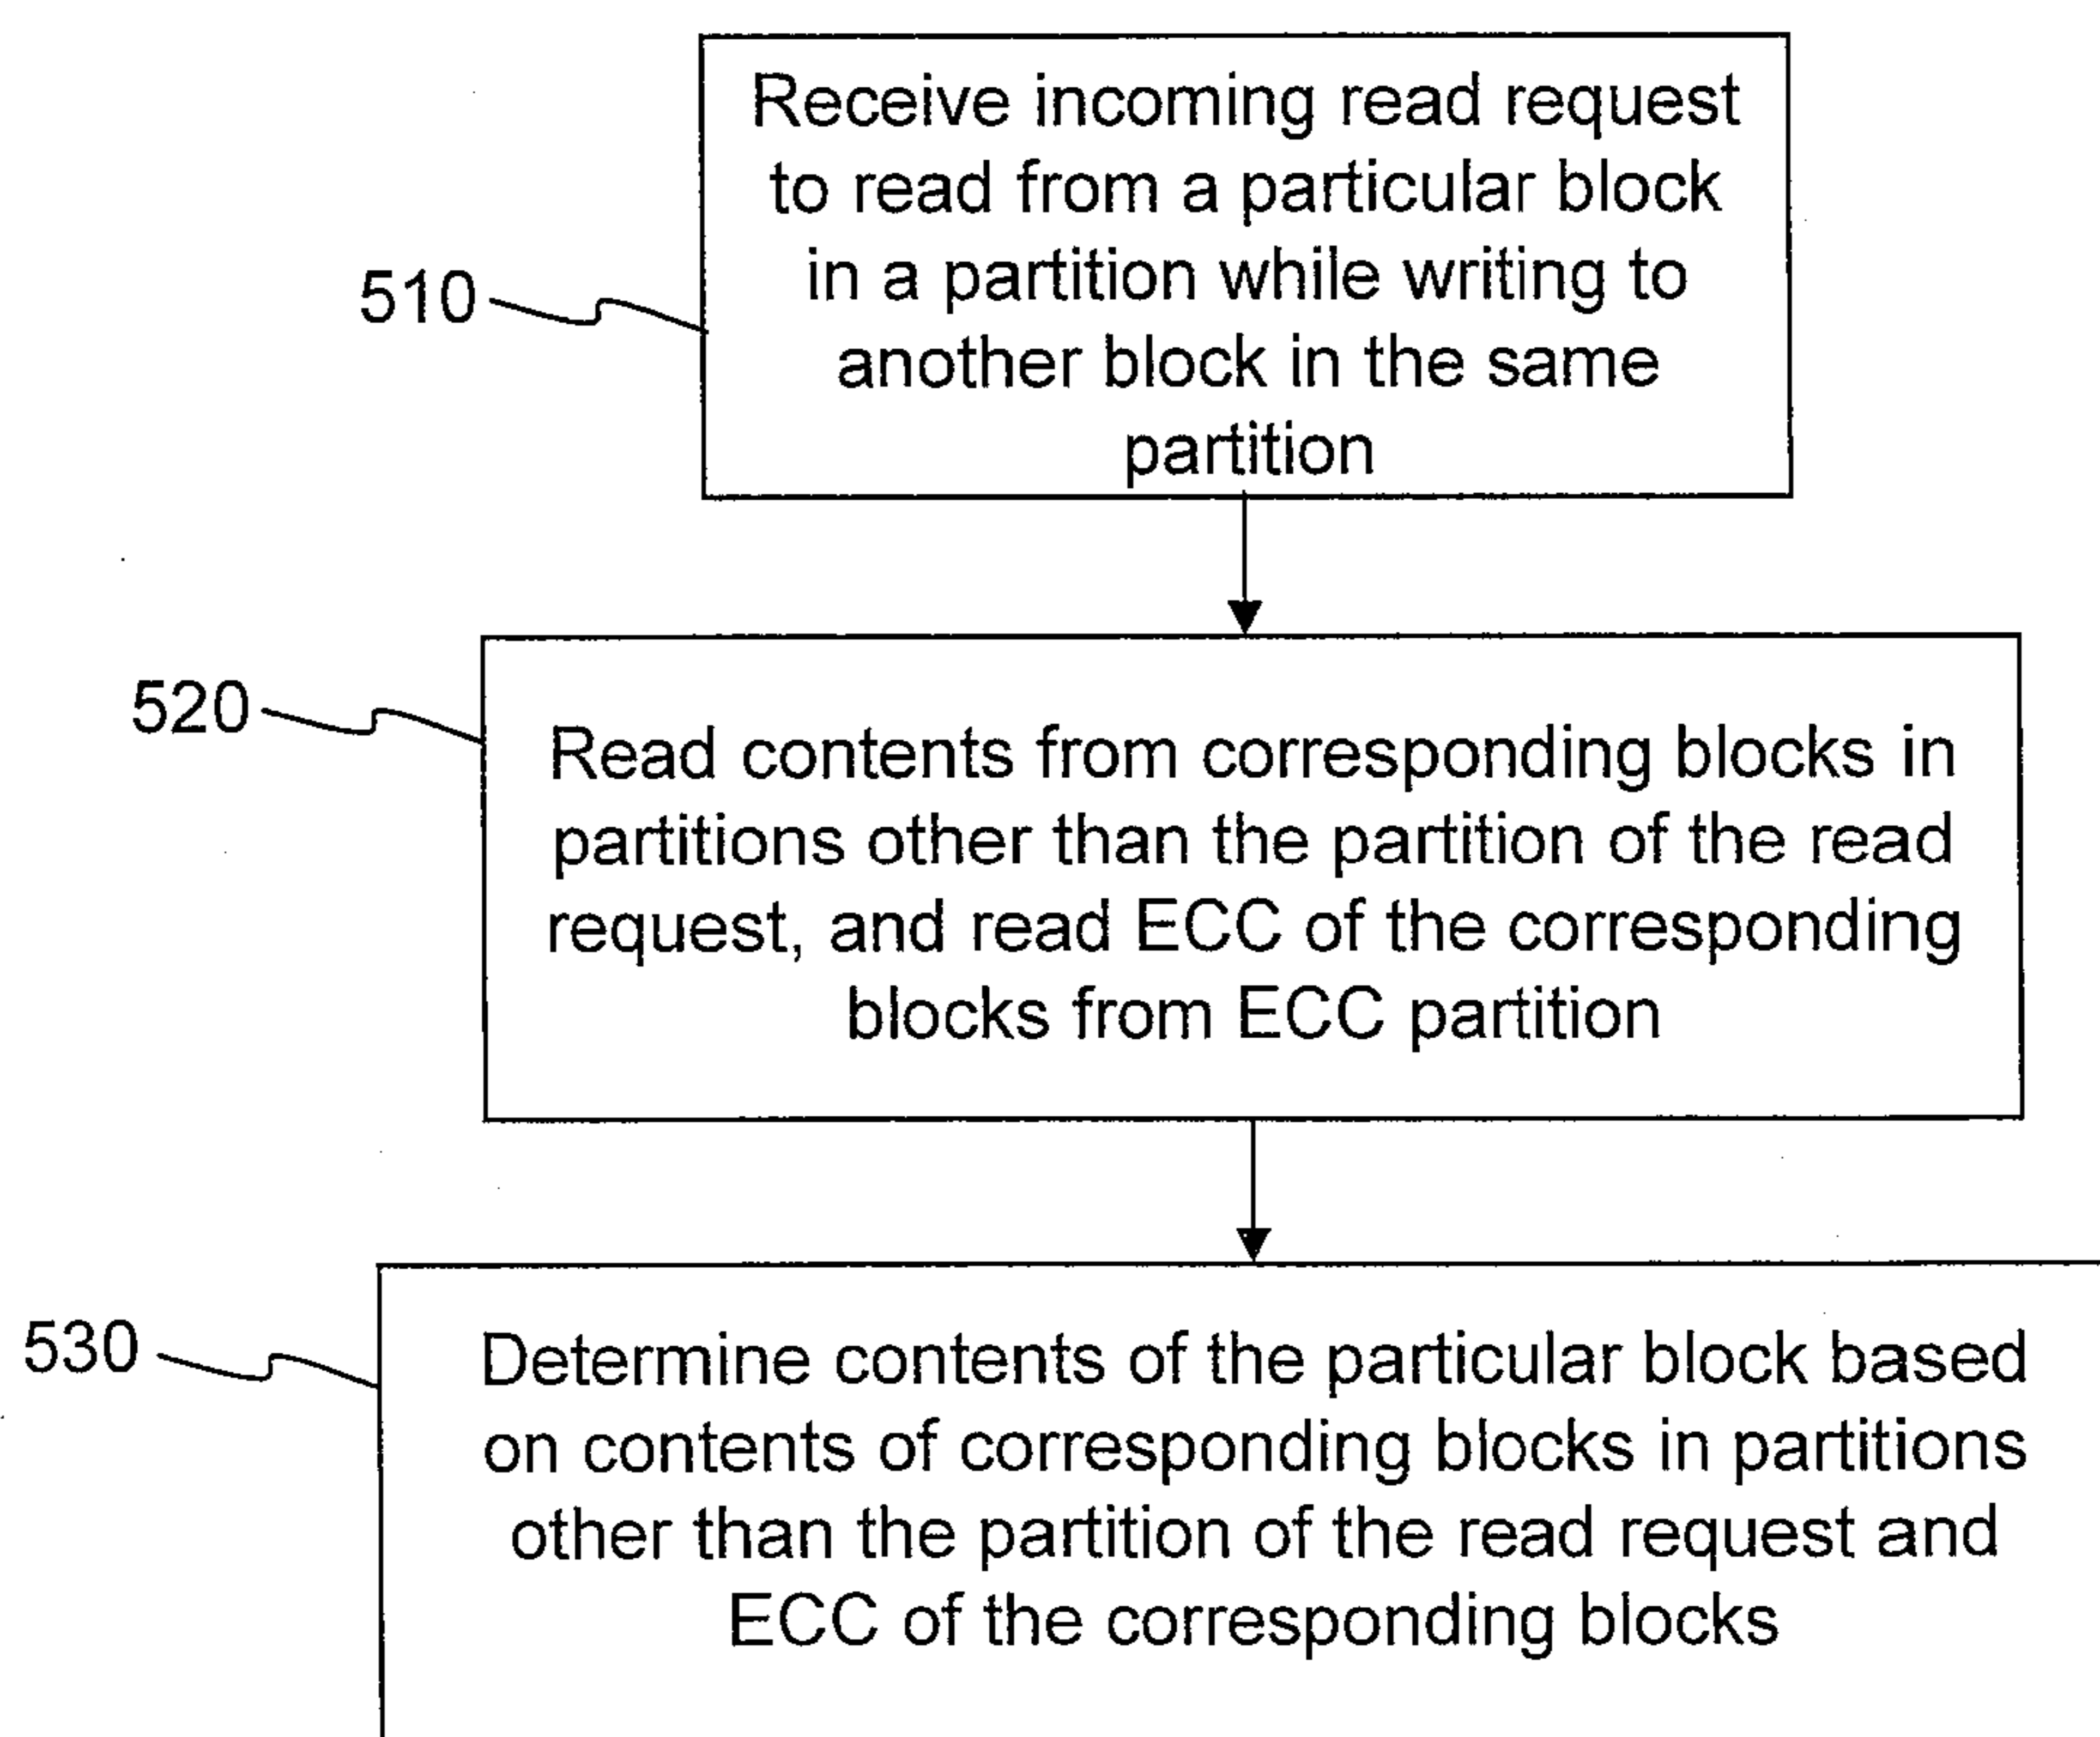 Receive incoming read request
to read from a particular block
in a partition while writing to
another block in the same
partition
510
520
Read contents from corresponding blocks in
partitions other than the partition of the read
request, and read ECC of the corresponding
blocks from ECC partition
530
Determine contents of the particular block based
on contents of corresponding blocks in partitions
other than the partition of the read request and
ECC of the corresponding blocks